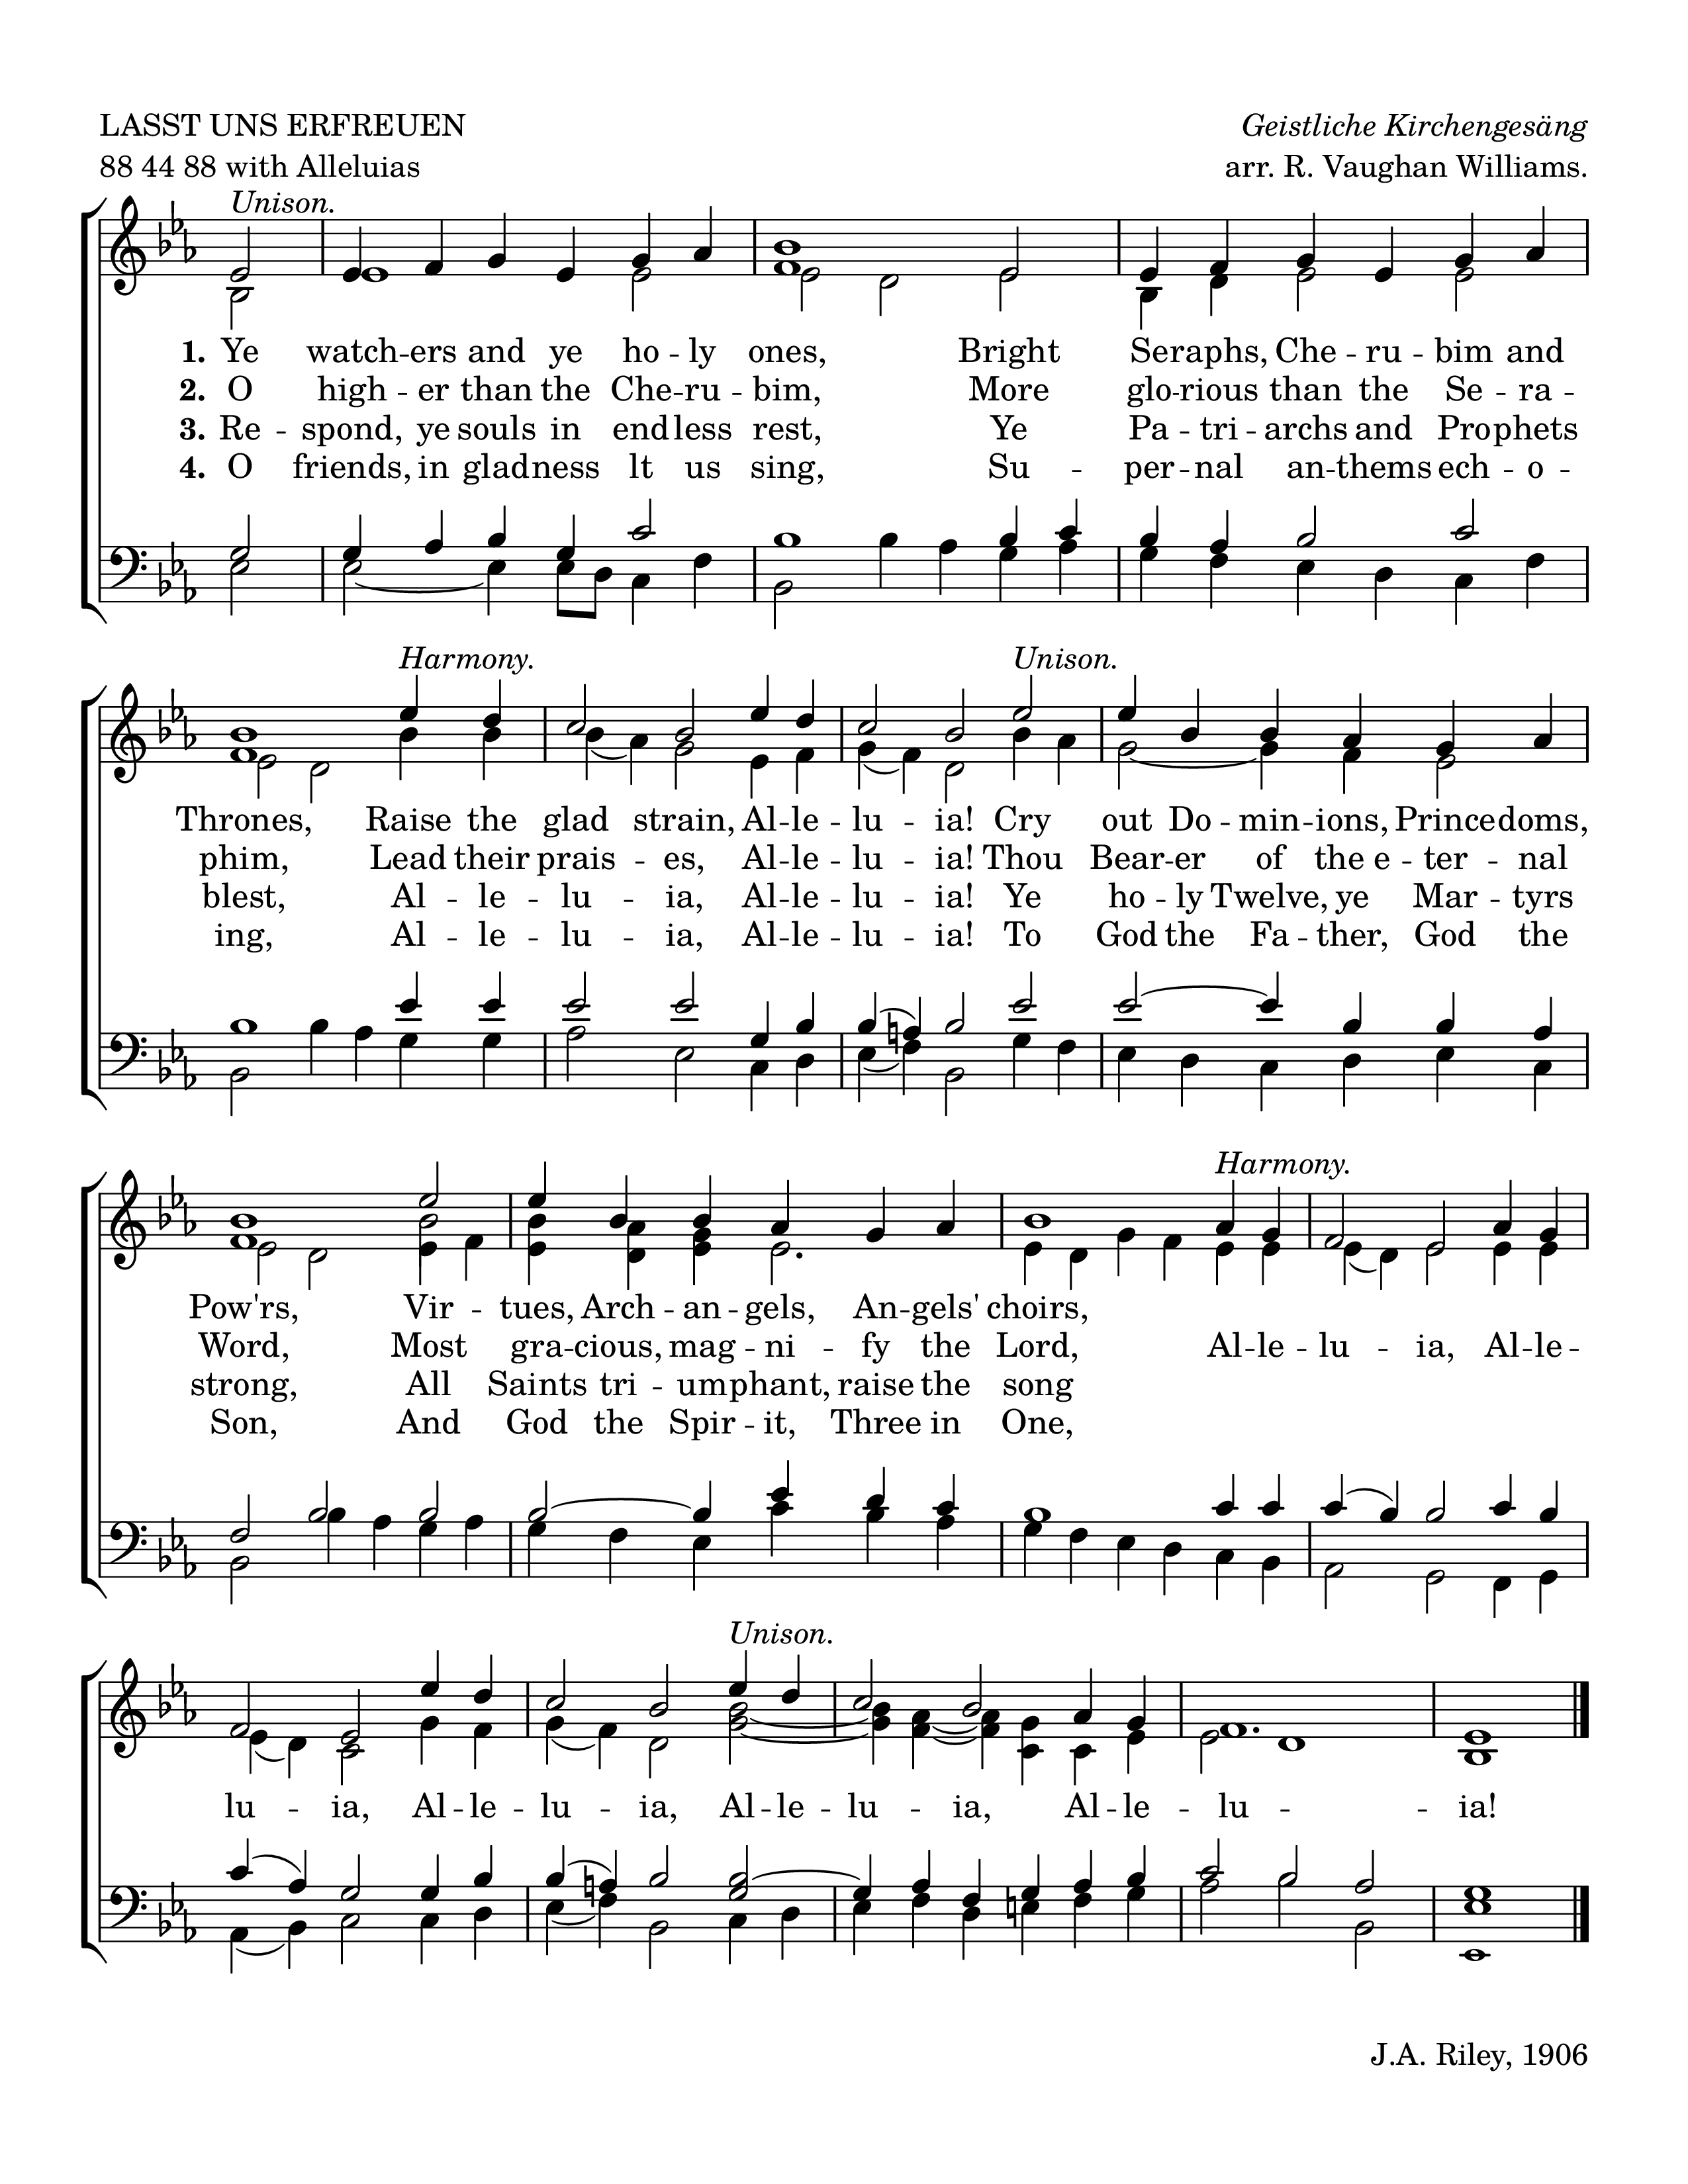 LASST UNS ERFREUEN
Geistliche Kirchengesäng
88 44 88 with Alleluias
arr. R. Vaughan Williams.
Unison.
1. Ye watch -- ers and ye ho -- ly ones, Bright Seraphs, Che -- ru -- bim and
2. O high -- er than the Che -- ru -- bim, More glo -- rious than the Se -- ra --
3. Re -- spond, ye souls in endless rest, Ye Pa -- tri -- archs and Prophets
4. O friends, in gladness lt us sing, Su -- per -- nal an -- thems ech -- o --
Harmony. Unison.
Thrones, Raise the glad strain, Al -- le -- lu -- ia! Cry out Do -- min -- ions, Princedoms,
phim, Lead their prais -- es, Al -- le -- lu -- ia! Thou Bear -- er of the e -- ter -- nal
blest, Al -- le -- lu -- ia, Al -- le -- lu -- ia! Ye ho -- ly Twelve, ye Mar -- tyrs
ing, Al -- le -- lu -- ia, Al -- le -- lu -- ia! To God the Fa -- ther, God the
Harmony.
Pow'rs, Vir -- tues, Arch -- an -- gels, An -- gels' choirs,
Word, Most gra -- cious, mag -- ni -- fy the Lord, Al -- le -- lu -- ia, Al -- le --
strong, All Saints tri -- umphant, raise the song
Son, And God the Spir -- it, Three in One,
Unison.
lu -- ia, Al -- le -- lu -- ia, Al -- le -- lu -- ia, Al -- le -- lu -- ia!
J.A. Riley, 1906